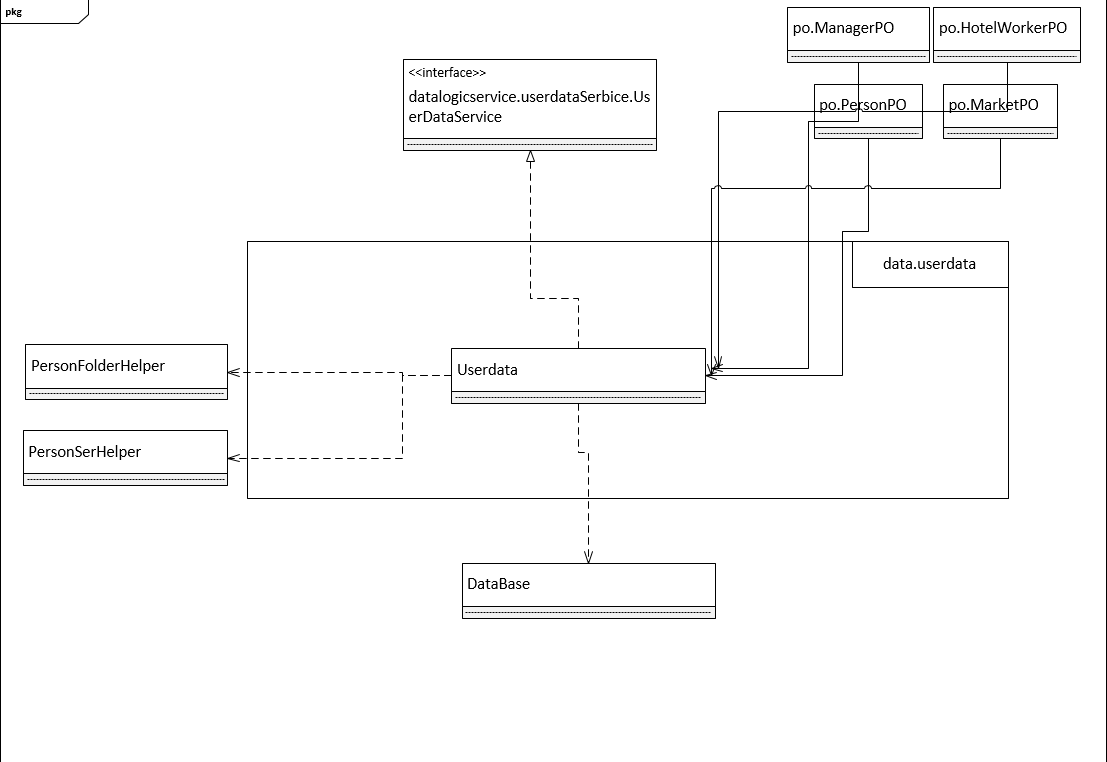 pkg
po.ManagerPO
po.HotelWorkerPO
<<interface>>
datalogicservice.userdataSerbice.Us
erDataService
po.PersonPO
po.MarketPO
data.userdata
PersonFolderHelper
Userdata
PersonSerHelper
DataBase